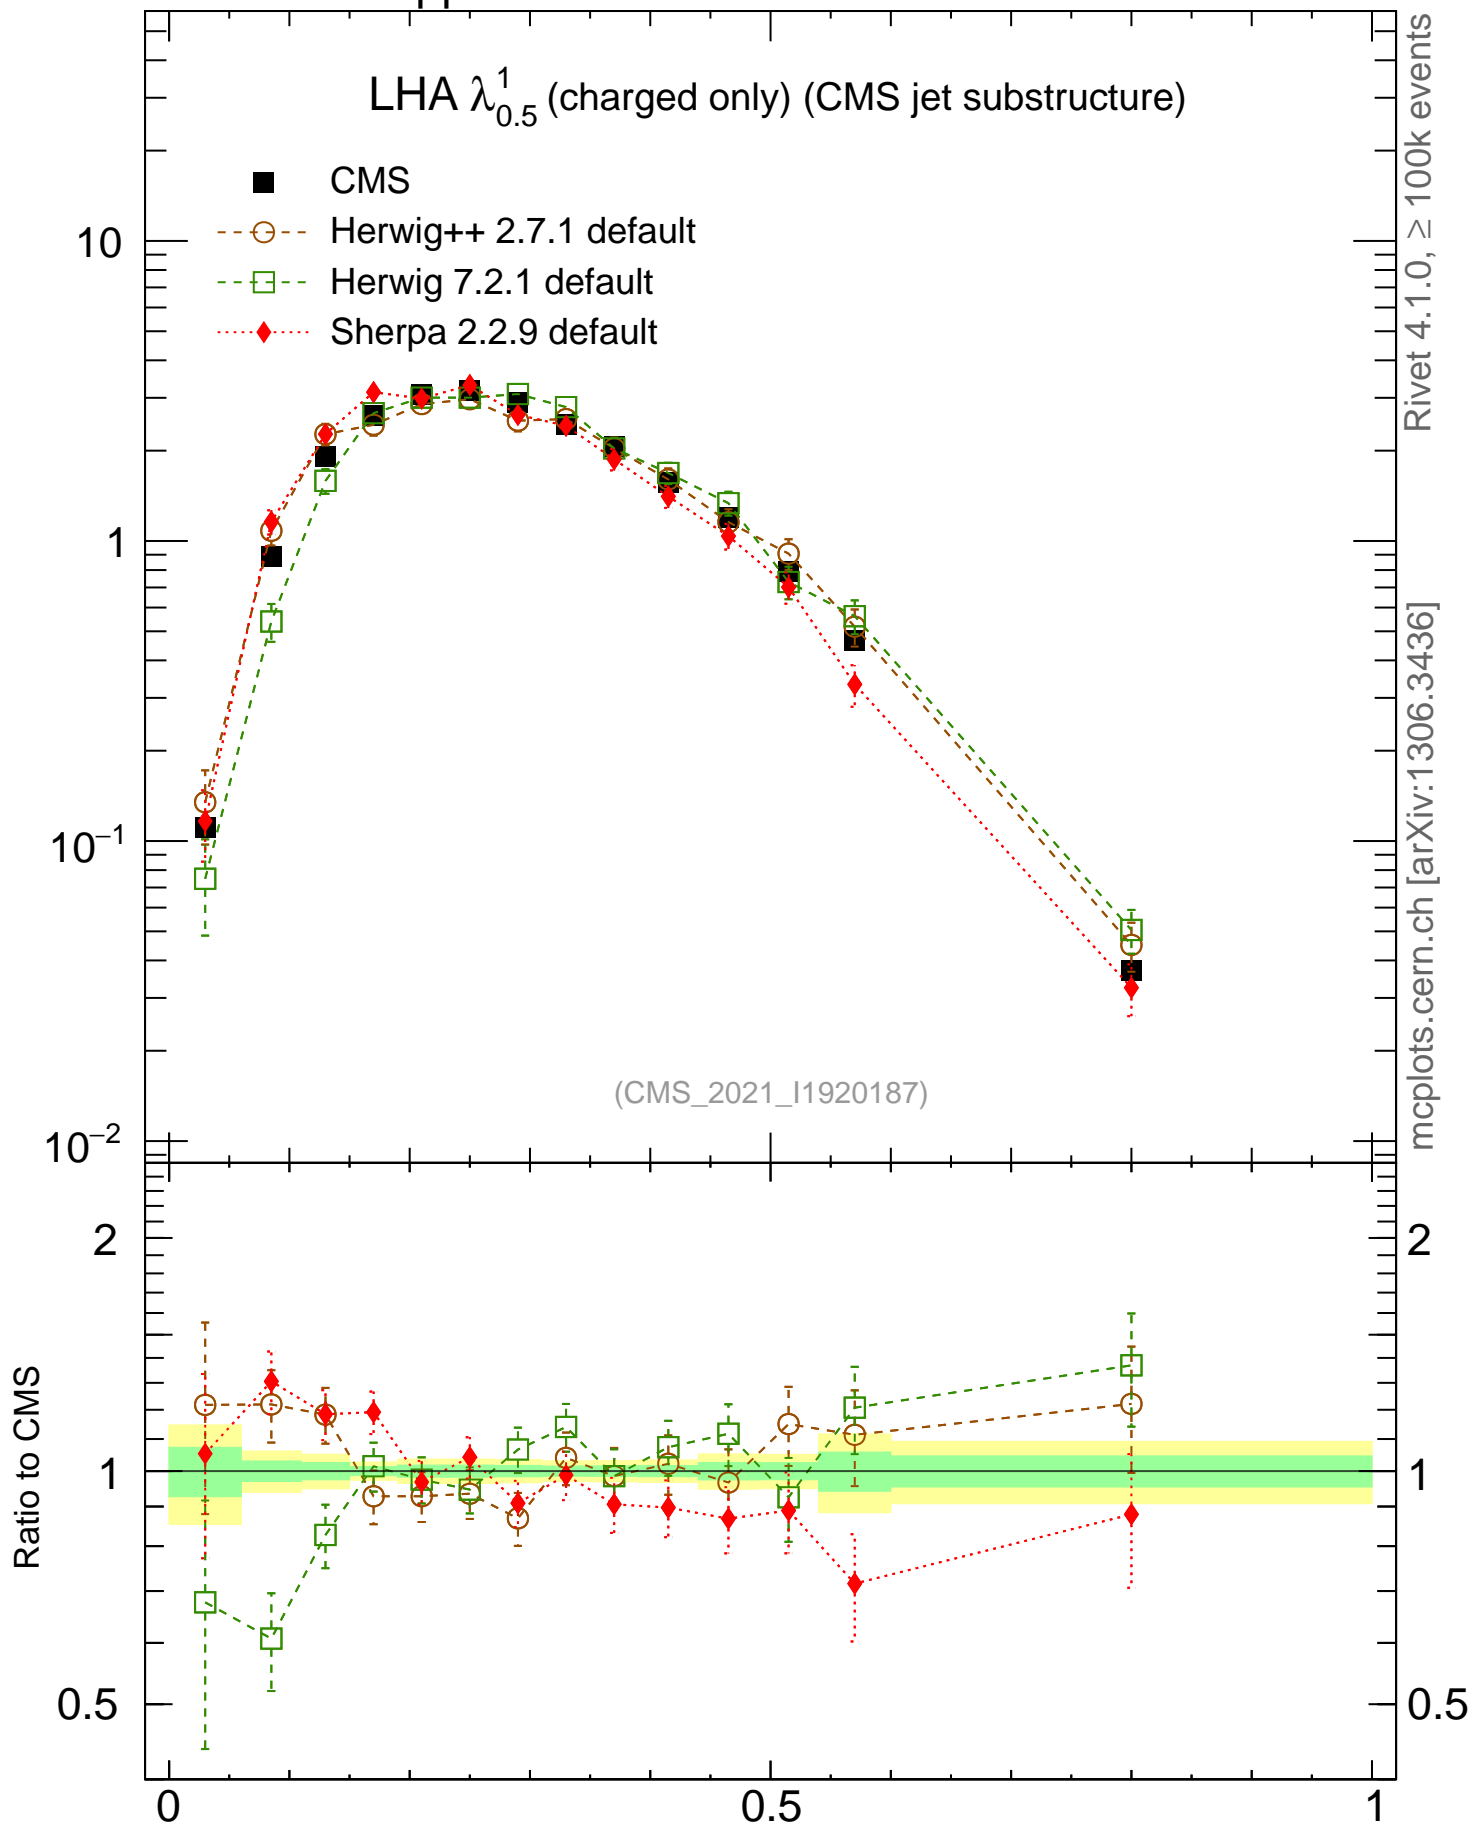 pp
LHA λ¹₀.₅ (charged only) (CMS jet substructure)
CMS
Herwig++ 2.7.1 default
Herwig 7.2.1 default
Sherpa 2.2.9 default
10
1
10⁻¹
10⁻²
(CMS_2021_I1920187)
Rivet 4.1.0, ≥ 100k events
mcplots.cern.ch [arXiv:1306.3436]
Ratio to CMS
2
1
0.5
2
1
0.5
0
0.5
1